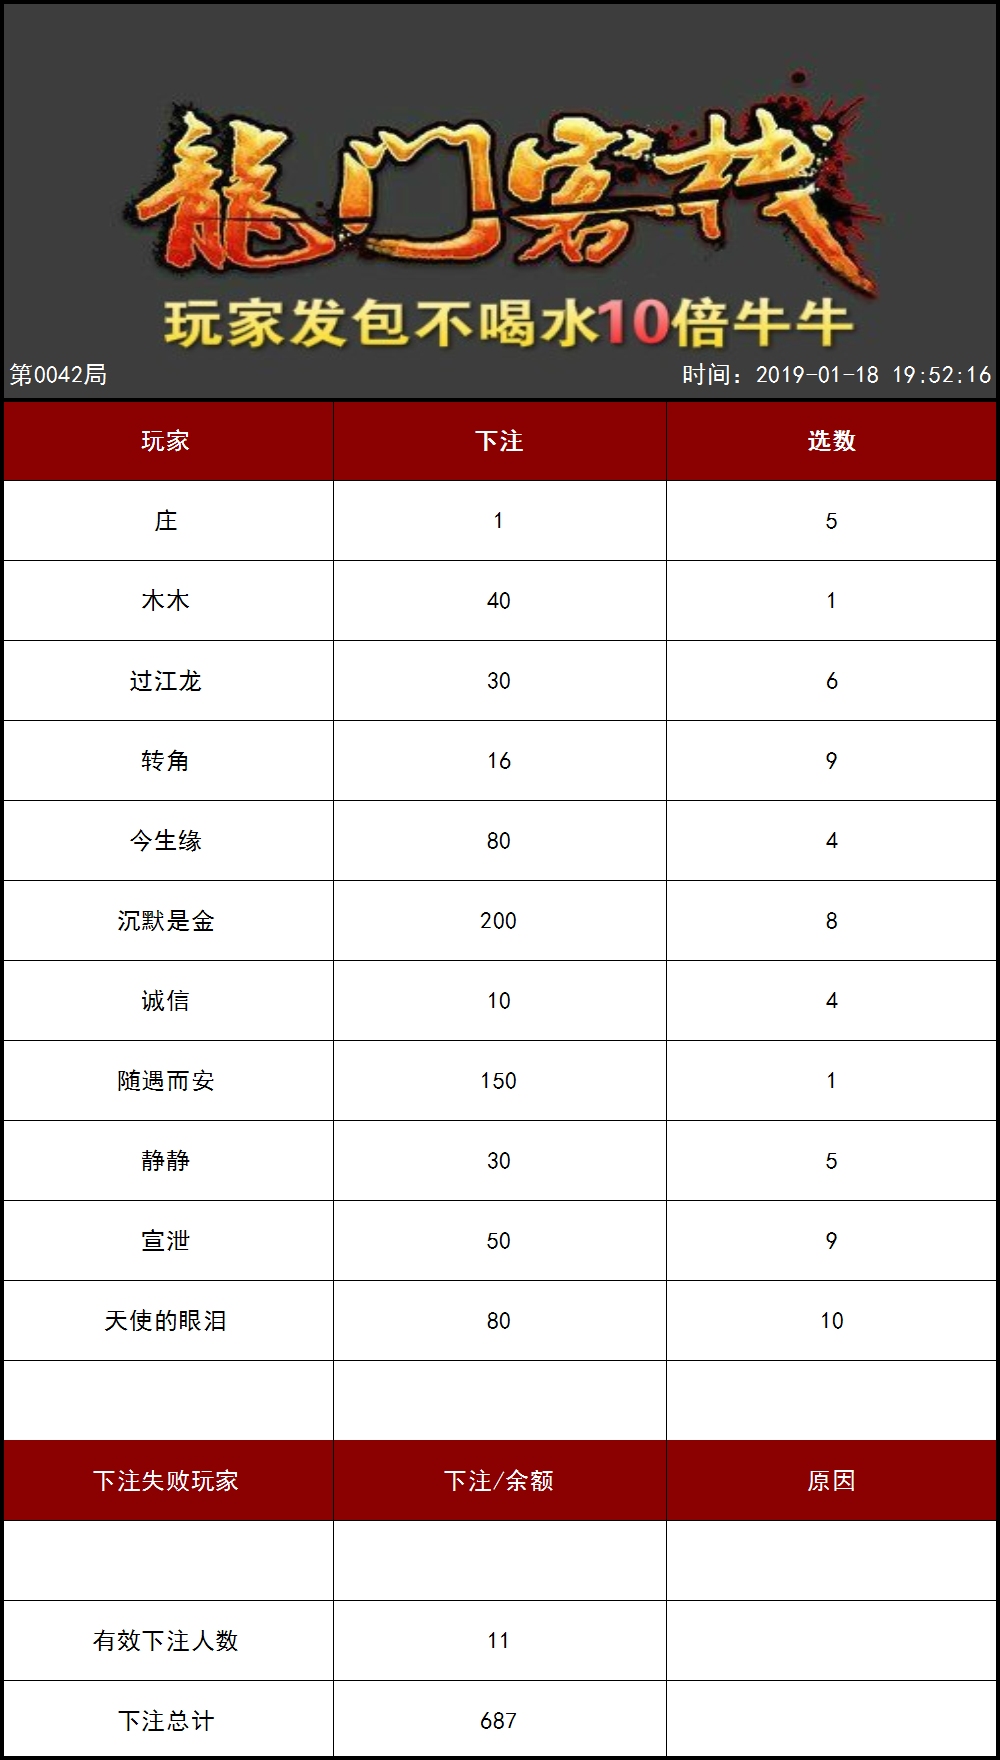 龍门客栈
玩家发包不喝水10倍牛牛
第0042局 时间：2019-01-18 19:52:16
玩家 下注 选数
庄 1 5
木木 40 1
过江龙 30 6
转角 16 9
今生缘 80 4
沉默是金 200 8
诚信 10 4
随遇而安 150 1
静静 30 5
宣泄 50 9
天使的眼泪 80 10
下注失败玩家 下注/余额 原因
有效下注人数 11
下注总计 687